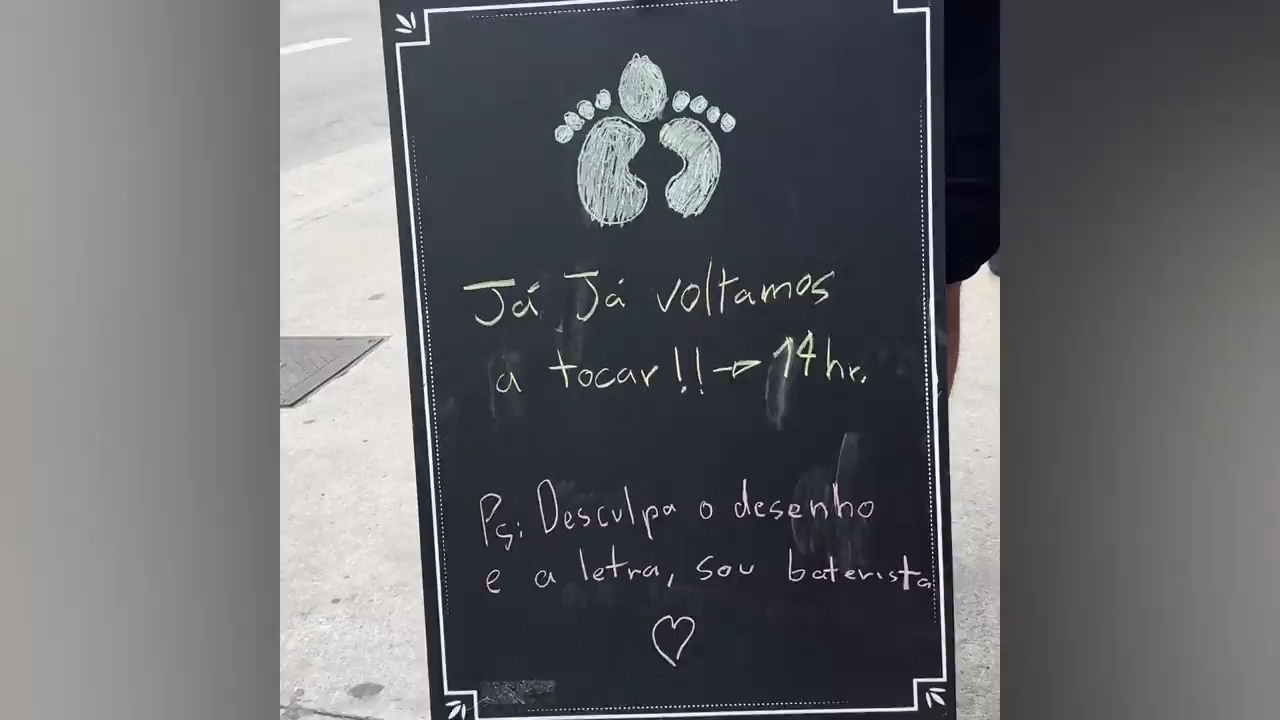 Já Já voltamos
a tocar!! → 14hr.
Ps: Desculpa o desenho
e a letra, sou baterista
♡